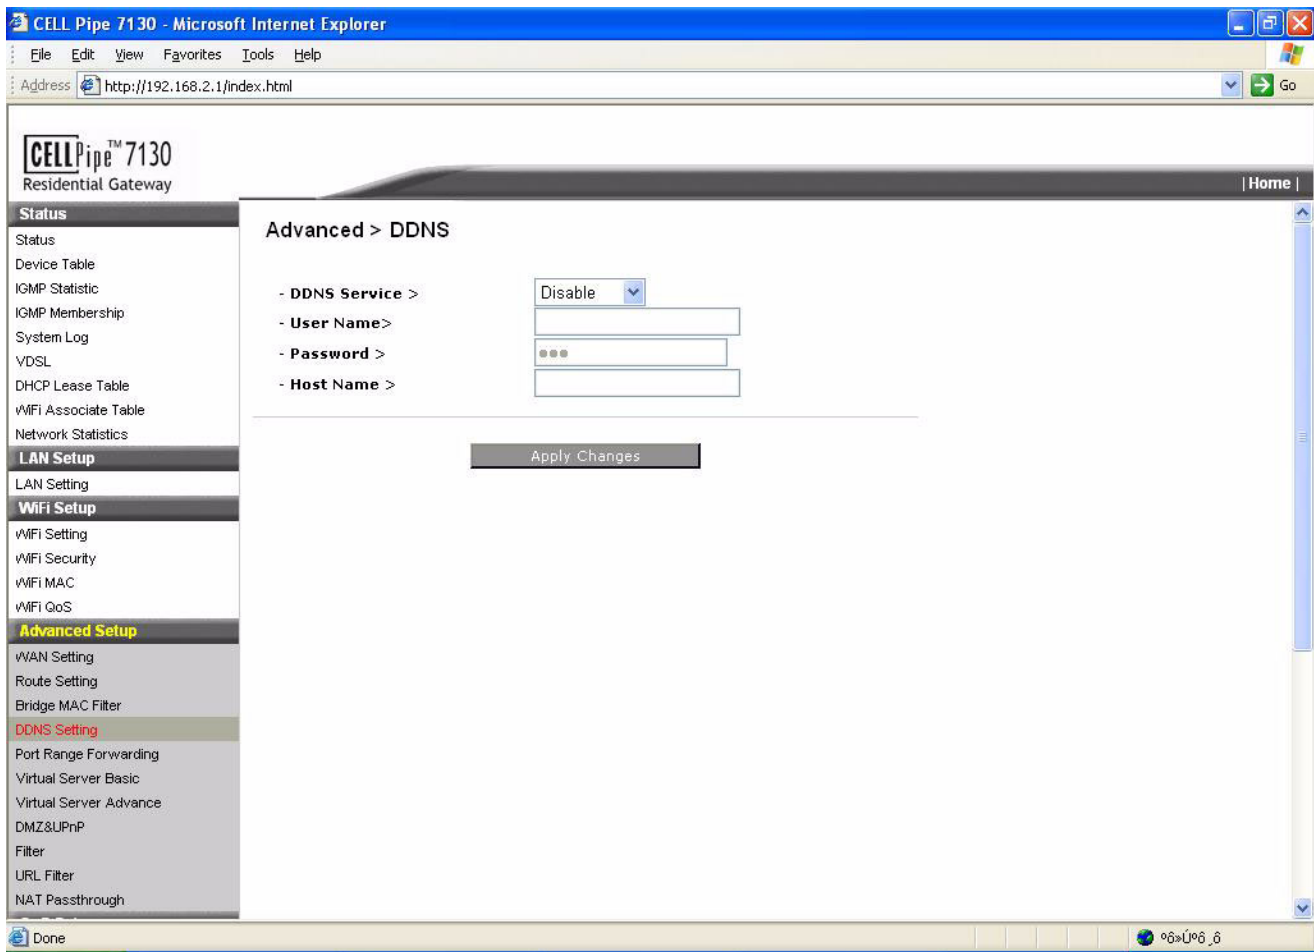 CELL Pipe 7130 - Microsoft Internet Explorer
File Edit View Favorites Tools Help
Address http://192.168.2.1/index.html Go
CELLPipe™ 7130
Residential Gateway
| Home |
Status
Status
Device Table
IGMP Statistic
IGMP Membership
System Log
VDSL
DHCP Lease Table
WiFi Associate Table
Network Statistics
LAN Setup
LAN Setting
WiFi Setup
WiFi Setting
WiFi Security
WiFi MAC
WiFi QoS
Advanced Setup
WAN Setting
Route Setting
Bridge MAC Filter
DDNS Setting
Port Range Forwarding
Virtual Server Basic
Virtual Server Advance
DMZ&UPnP
Filter
URL Filter
NAT Passthrough
Advanced > DDNS
- DDNS Service > Disable
- User Name>
- Password >
- Host Name >
Apply Changes
Done